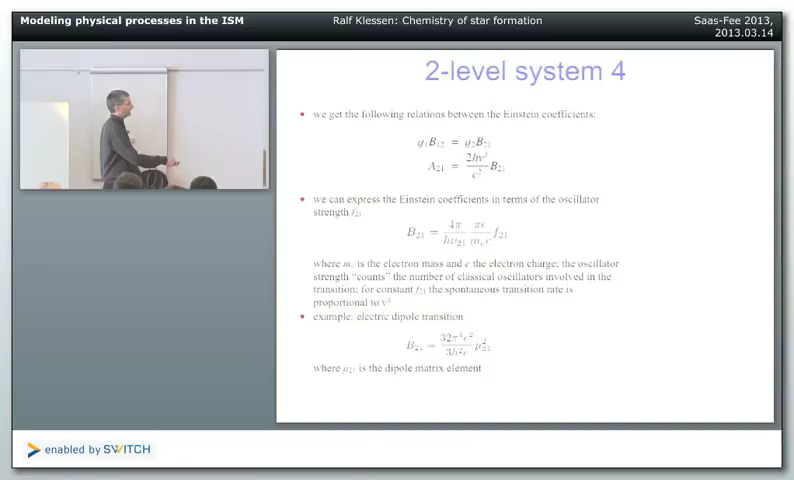 Modeling physical processes in the ISM
Ralf Klessen: Chemistry of star formation
Saas-Fee 2013,
2013.03.14
2-level system 4
• we get the following relations between the Einstein coefficients:
g₁B₁₂ = g₂B₂₁
A₂₁ = 2hν³/c² B₂₁
• we can express the Einstein coefficients in terms of the oscillator
strength f₂₁
B₂₁ = 4π/hν₂₁ πe/mₑc f₂₁
where mₑ is the electron mass and e the electron charge; the oscillator
strength "counts" the number of classical oscillators involved in the
transition; for constant f₂₁ the spontaneous transition rate is
proportional to ν³
• example: electric dipole transition
B₂₁ = /3h²c μ²₂₁
where μ₂₁ is the dipole matrix element
enabled by SWITCH